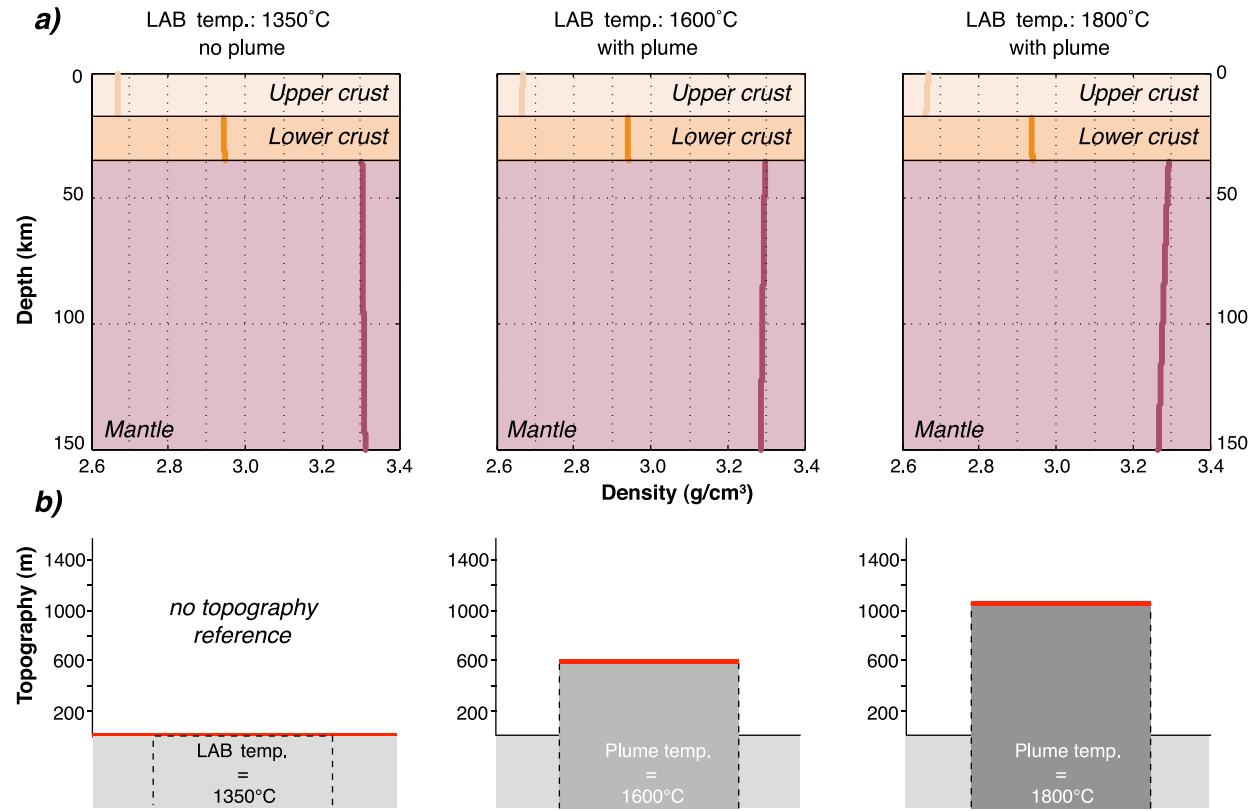 a)
LAB temp.: 1350°C
no plume
LAB temp.: 1600°C
with plume
LAB temp.: 1800°C
with plume
0
50
100
150
Depth (km)
Upper crust
Lower crust
Mantle
2.6
2.8
3.0
3.2
3.4
Upper crust
Lower crust
Mantle
2.6
2.8
3.0
3.2
3.4
Upper crust
Lower crust
Mantle
2.6
2.8
3.0
3.2
3.4
0
50
100
150
Density (g/cm³)
b)
Topography (m)
1400
1000
600
200
no topography
reference
LAB temp.
=
1350°C
1400
1000
600
200
Plume temp.
=
1600°C
1400
1000
600
200
Plume temp.
=
1800°C